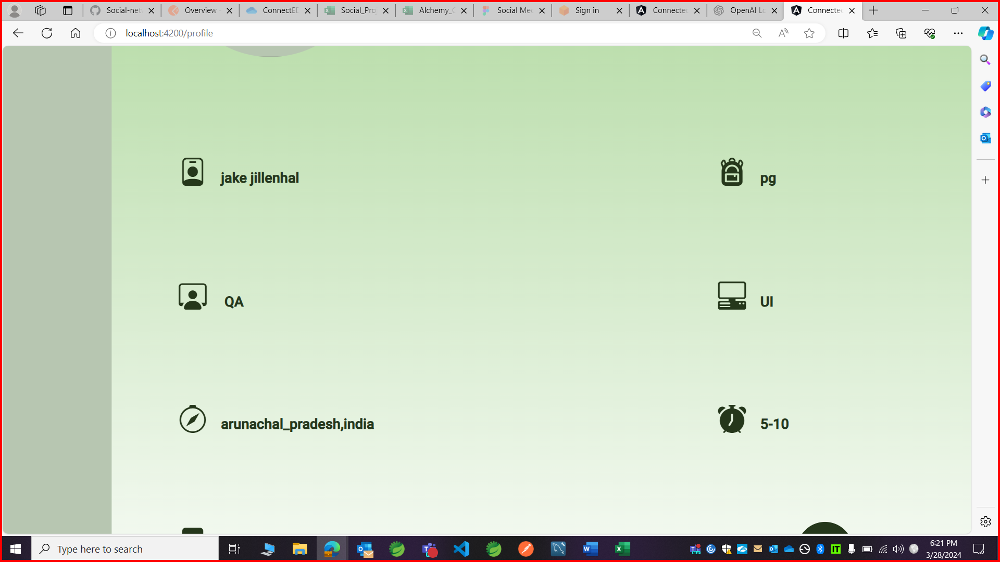 Social-net
Overview
ConnectED
Social_Pro
Alchemy_C
Social Med
Sign in
Connected
OpenAI Lo
Connected
localhost:4200/profile
jake jillenhal
pg
QA
UI
arunachal_pradesh,india
5-10
Type here to search
6:21 PM
3/28/2024